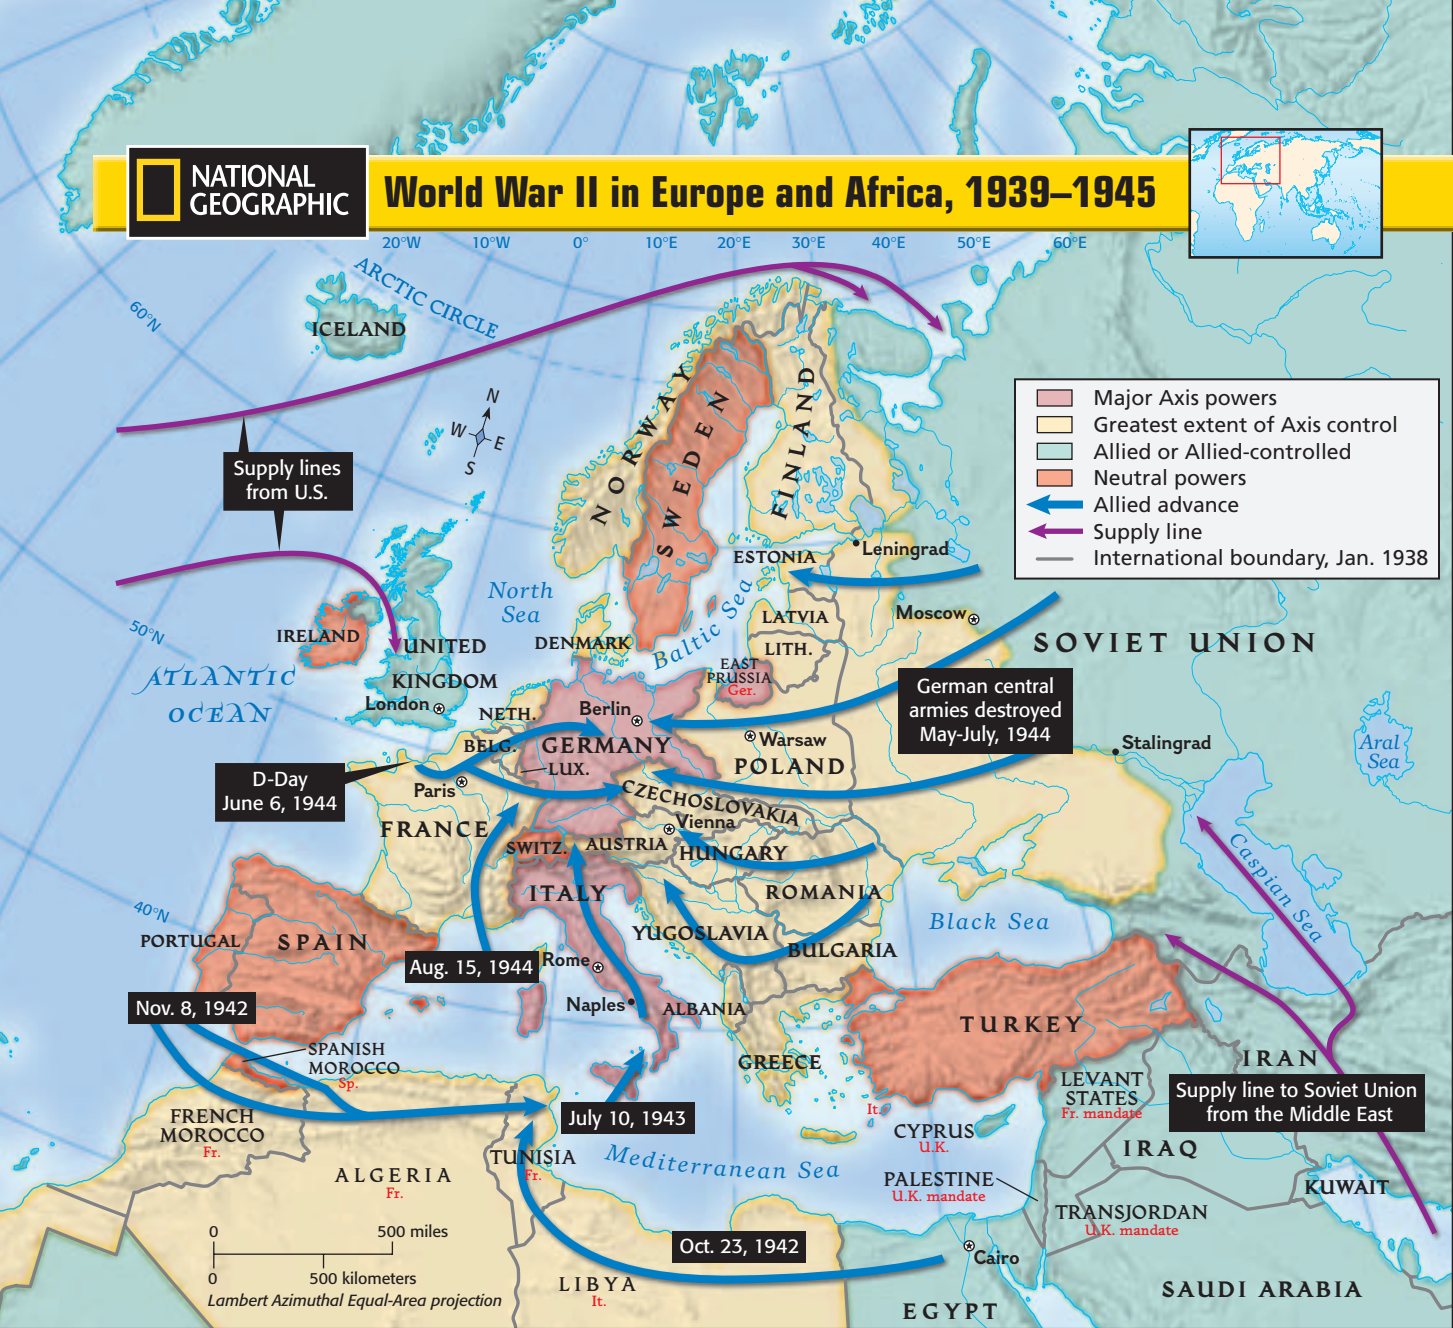 NATIONAL
GEOGRAPHIC
World War II in Europe and Africa, 1939–1945
20°W
10°W
0°
10°E
20°E
30°E
40°E
50°E
60°E
60°N
ARCTIC CIRCLE
ICELAND
N
W
E
S
Major Axis powers
Greatest extent of Axis control
Allied or Allied-controlled
Neutral powers
Allied advance
Supply line
International boundary, Jan. 1938
Supply lines
from U.S.
NORWAY
SWEDEN
FINLAND
Leningrad
ESTONIA
North
Sea
Baltic Sea
LATVIA
Moscow
50°N
IRELAND
UNITED
KINGDOM
London
DENMARK
LITH.
SOVIET UNION
EAST
PRUSSIA
Ger.
ATLANTIC
OCEAN
German central
armies destroyed
May-July, 1944
NETH.
Berlin
BELG.
GERMANY
Warsaw
POLAND
Stalingrad
Aral
Sea
LUX.
D-Day
June 6, 1944
Paris
CZECHOSLOVAKIA
FRANCE
Vienna
SWITZ.
AUSTRIA
HUNGARY
Caspian Sea
ITALY
ROMANIA
40°N
PORTUGAL
SPAIN
YUGOSLAVIA
BULGARIA
Black Sea
Aug. 15, 1944
Rome
Nov. 8, 1942
Naples
ALBANIA
TURKEY
SPANISH
MOROCCO
Sp.
GREECE
IRAN
LEVANT
STATES
Fr. mandate
Supply line to Soviet Union
from the Middle East
FRENCH
MOROCCO
Fr.
July 10, 1943
It.
CYPRUS
U.K.
IRAQ
ALGERIA
Fr.
TUNISIA
Fr.
Mediterranean Sea
PALESTINE
U.K. mandate
KUWAIT
TRANSJORDAN
U.K. mandate
0
500 miles
0
500 kilometers
Lambert Azimuthal Equal-Area projection
Oct. 23, 1942
Cairo
LIBYA
It.
EGYPT
SAUDI ARABIA